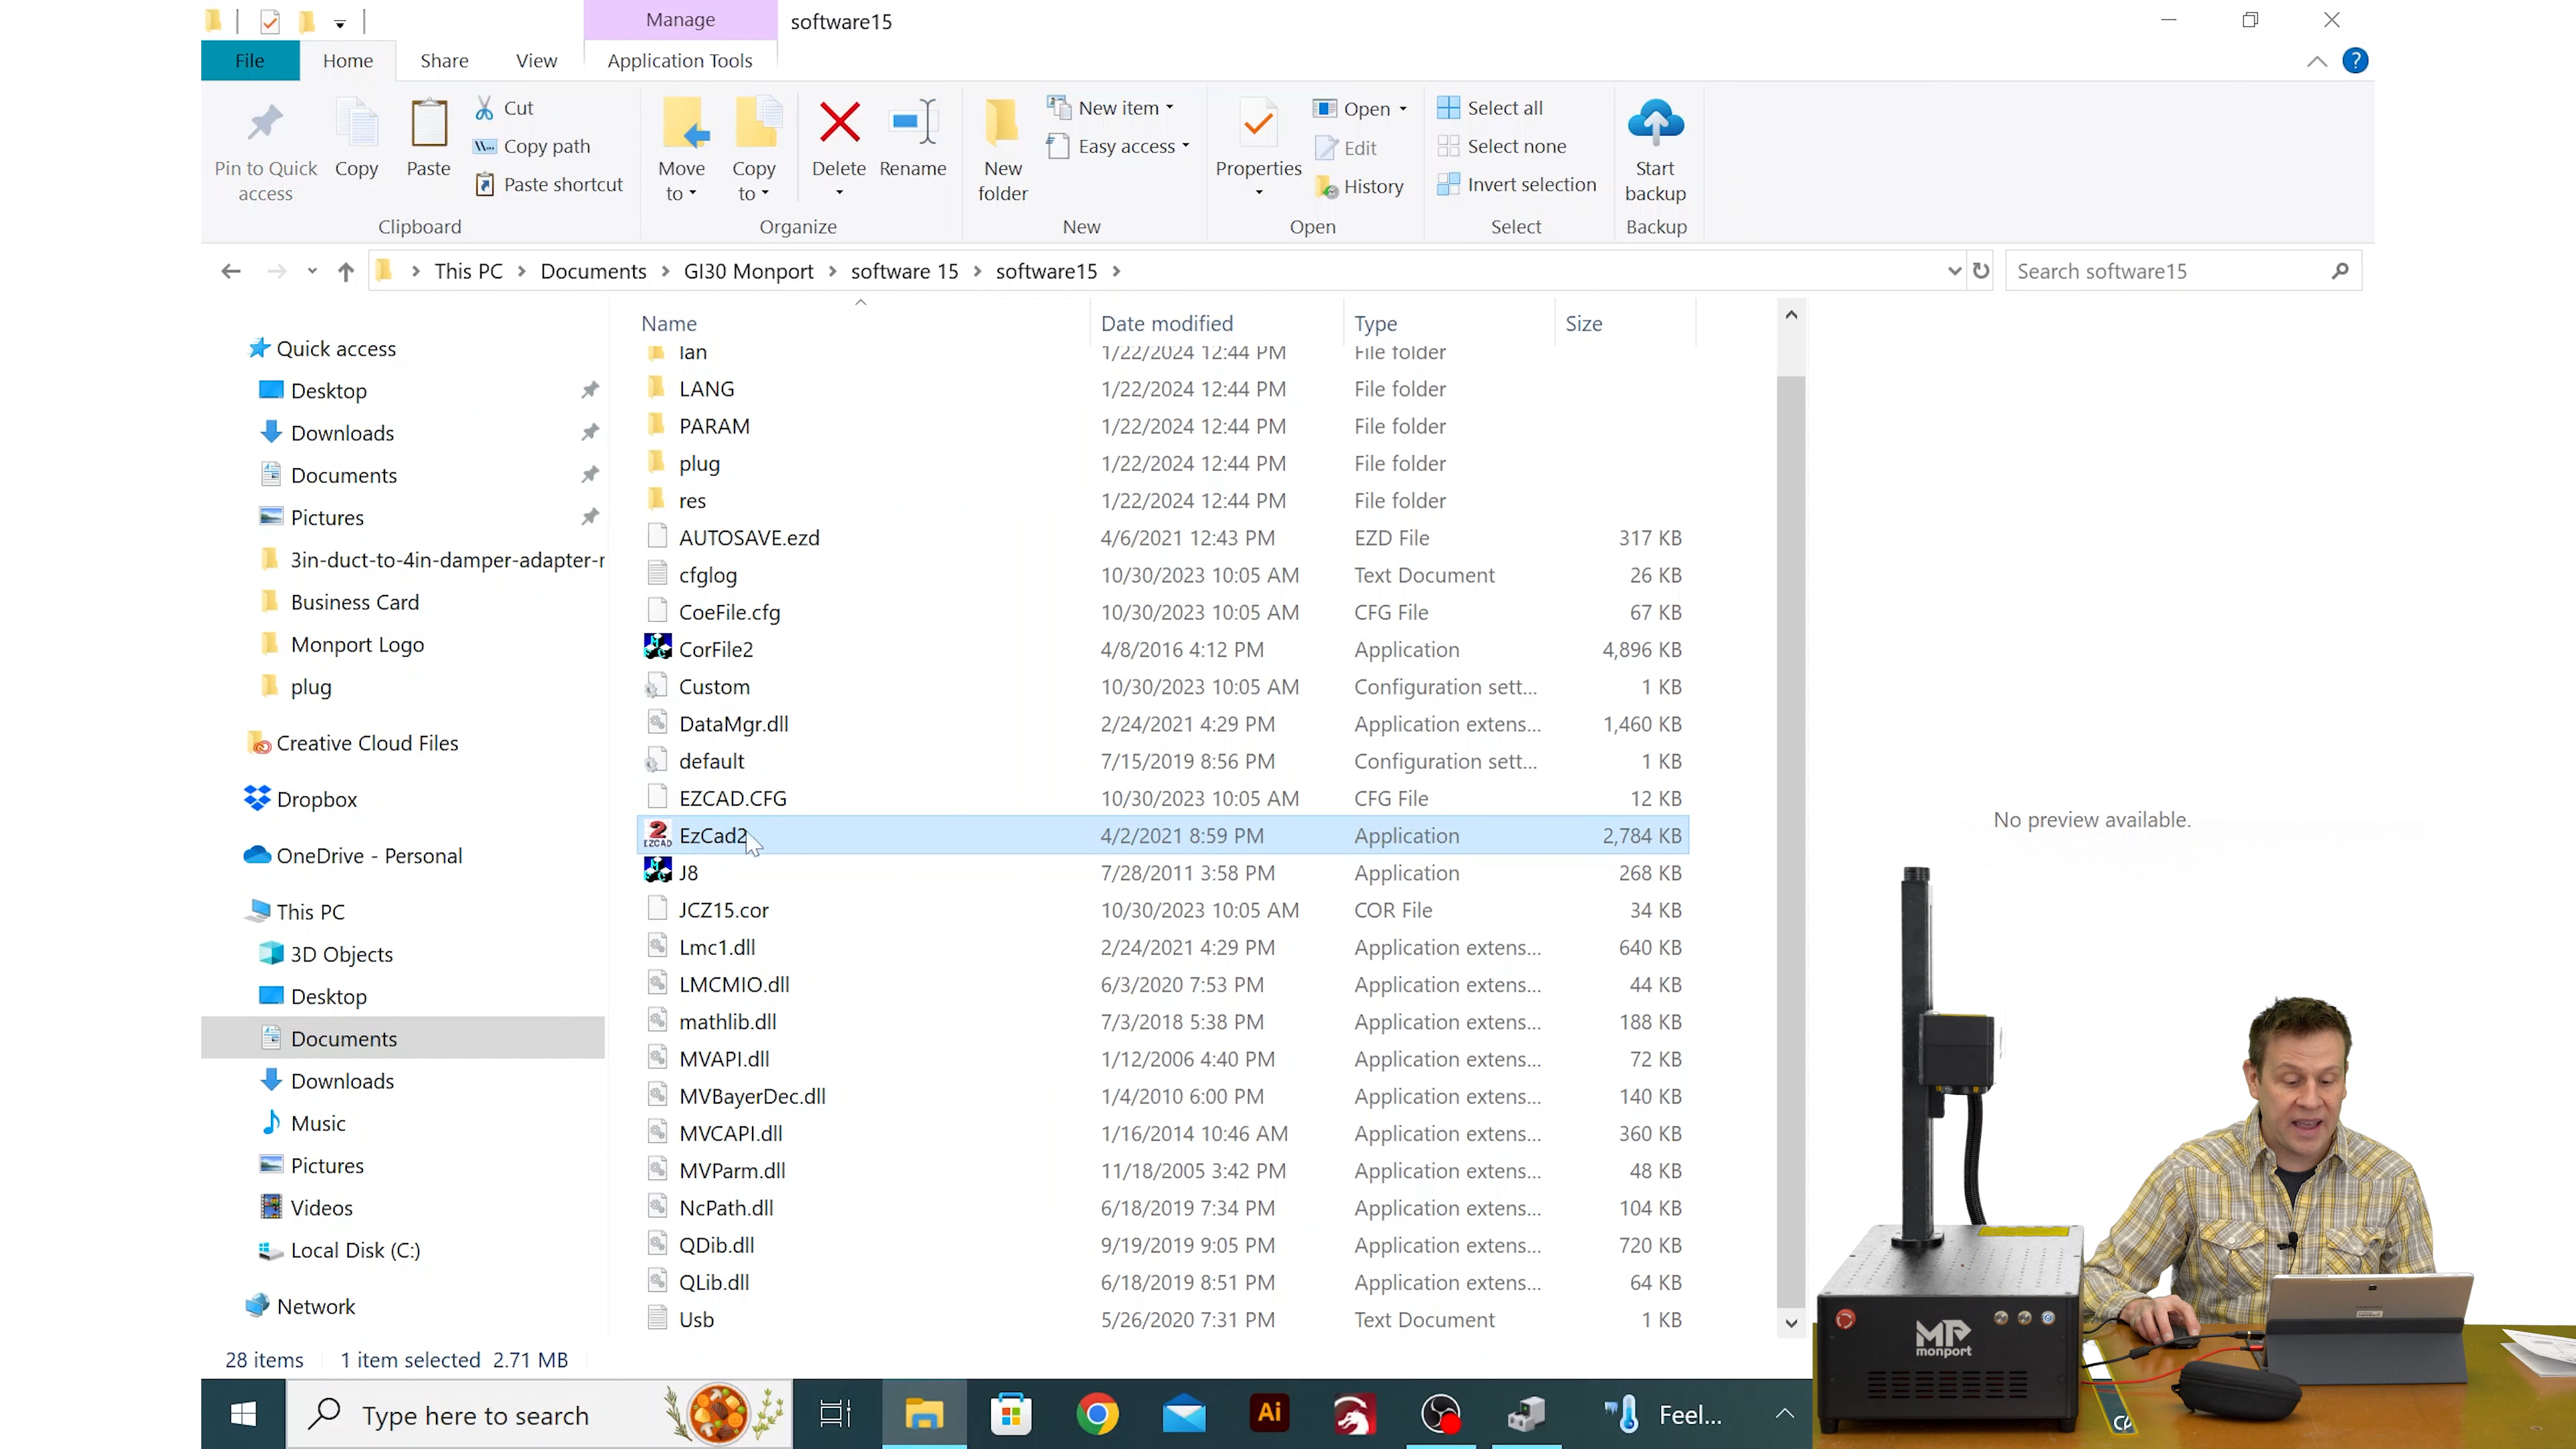 Manage
software15
File
Home
Share
View
Application Tools
Pin to Quick access
Copy
Paste
Cut
Copy path
Paste shortcut
Clipboard
Move to
Copy to
Delete
Rename
Organize
New folder
New item
Easy access
New
Properties
Open
Edit
History
Open
Select all
Select none
Invert selection
Select
Start backup
Backup
This PC
Documents
GI30 Monport
software 15
software15
Search software15
Quick access
Desktop
Downloads
Documents
Pictures
3in-duct-to-4in-damper-adapter-r
Business Card
Monport Logo
plug
Creative Cloud Files
Dropbox
OneDrive - Personal
This PC
3D Objects
Desktop
Documents
Downloads
Music
Pictures
Videos
Local Disk (C:)
Network
Name Date modified Type Size
lan 1/22/2024 12:44 PM File folder
LANG 1/22/2024 12:44 PM File folder
PARAM 1/22/2024 12:44 PM File folder
plug 1/22/2024 12:44 PM File folder
res 1/22/2024 12:44 PM File folder
AUTOSAVE.ezd 4/6/2021 12:43 PM EZD File 317 KB
cfglog 10/30/2023 10:05 AM Text Document 26 KB
CoeFile.cfg 10/30/2023 10:05 AM CFG File 67 KB
CorFile2 4/8/2016 4:12 PM Application 4,896 KB
Custom 10/30/2023 10:05 AM Configuration sett... 1 KB
DataMgr.dll 2/24/2021 4:29 PM Application extens... 1,460 KB
default 7/15/2019 8:56 PM Configuration sett... 1 KB
EZCAD.CFG 10/30/2023 10:05 AM CFG File 12 KB
2 EZCAD EzCad2 4/2/2021 8:59 PM Application 2,784 KB
J8 7/28/2011 3:58 PM Application 268 KB
JCZ15.cor 10/30/2023 10:05 AM COR File 34 KB
Lmc1.dll 2/24/2021 4:29 PM Application extens... 640 KB
LMCMIO.dll 6/3/2020 7:53 PM Application extens... 44 KB
mathlib.dll 7/3/2018 5:38 PM Application extens... 188 KB
MVAPI.dll 1/12/2006 4:40 PM Application extens... 72 KB
MVBayerDec.dll 1/4/2010 6:00 PM Application extens... 140 KB
MVCAPI.dll 1/16/2014 10:46 AM Application extens... 360 KB
MVParm.dll 11/18/2005 3:42 PM Application extens... 48 KB
NcPath.dll 6/18/2019 7:34 PM Application extens... 104 KB
QDib.dll 9/19/2019 9:05 PM Application extens... 720 KB
QLib.dll 6/18/2019 8:51 PM Application extens... 64 KB
Usb 5/26/2020 7:31 PM Text Document 1 KB
No preview available.
MP
monport
28 items 1 item selected 2.71 MB
Type here to search
Ai
Feel...